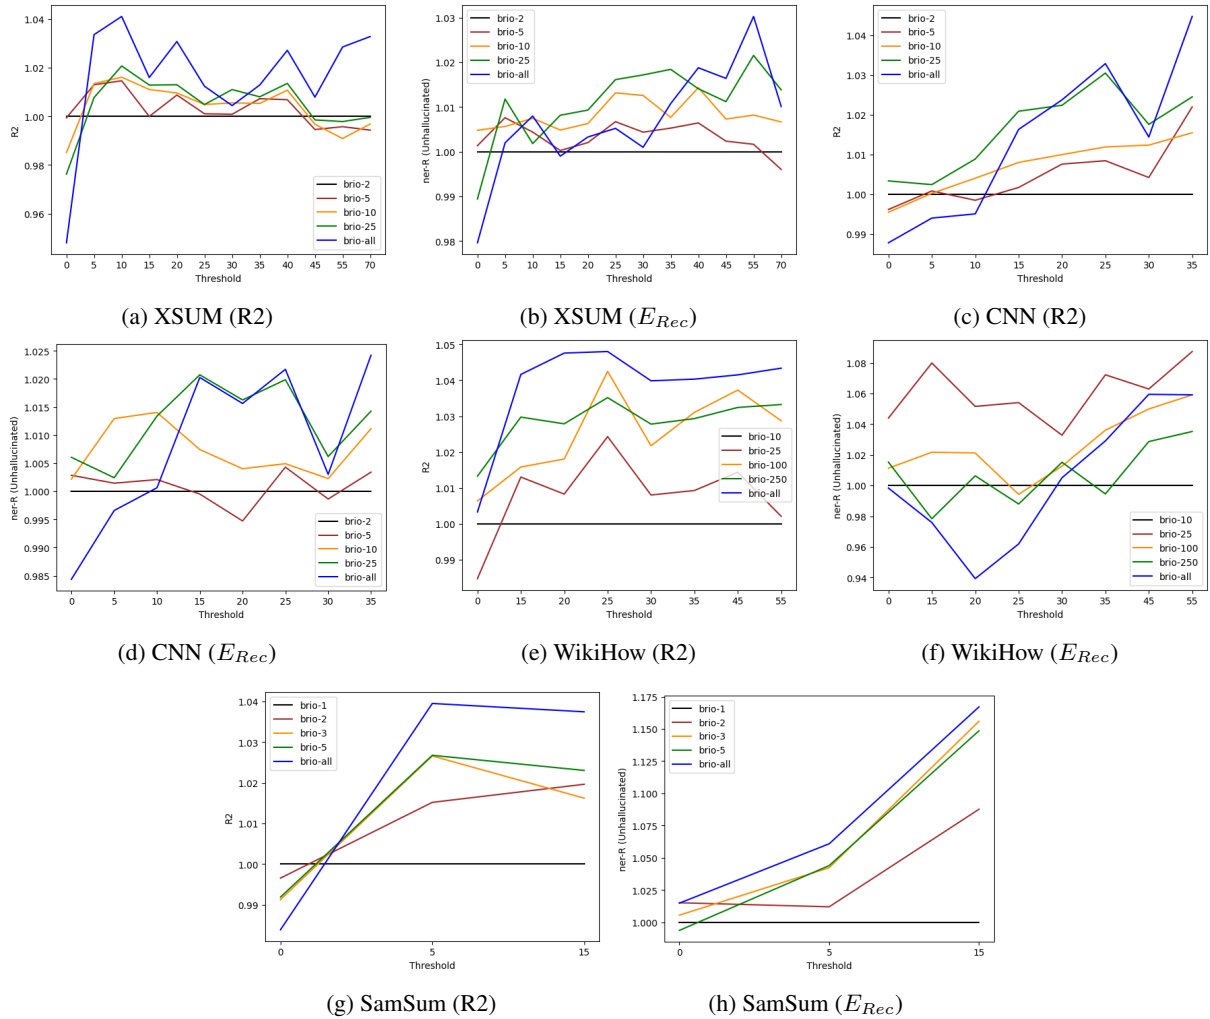 1.04
1.02
1.00
0.98
0.96
R2
brio-2
brio-5
brio-10
brio-25
brio-all
0 5 10 15 20 25 30 35 40 45 55 70
Threshold
(a) XSUM (R2)
1.03
1.02
1.01
1.00
0.99
0.98
ner-R (Unhallucinated)
brio-2
brio-5
brio-10
brio-25
brio-all
0 5 10 15 20 25 30 35 40 45 55 70
Threshold
(b) XSUM (E_{Rec})
1.04
1.03
1.02
1.01
1.00
0.99
R2
brio-2
brio-5
brio-10
brio-25
brio-all
0 5 10 15 20 25 30 35
Threshold
(c) CNN (R2)
1.025
1.020
1.015
1.010
1.005
1.000
0.995
0.990
0.985
ner-R (Unhallucinated)
brio-2
brio-5
brio-10
brio-25
brio-all
0 5 10 15 20 25 30 35
Threshold
(d) CNN (E_{Rec})
1.05
1.04
1.03
1.02
1.01
1.00
0.99
R2
brio-10
brio-25
brio-100
brio-250
brio-all
0 15 20 25 30 35 45 55
Threshold
(e) WikiHow (R2)
1.08
1.06
1.04
1.02
1.00
0.98
0.96
0.94
ner-R (Unhallucinated)
brio-10
brio-25
brio-100
brio-250
brio-all
0 15 20 25 30 35 45 55
Threshold
(f) WikiHow (E_{Rec})
1.04
1.03
1.02
1.01
1.00
0.99
R2
brio-1
brio-2
brio-3
brio-5
brio-all
0 5 15
Threshold
(g) SamSum (R2)
1.175
1.150
1.125
1.100
1.075
1.050
1.025
1.000
ner-R (Unhallucinated)
brio-1
brio-2
brio-3
brio-5
brio-all
0 5 15
Threshold
(h) SamSum (E_{Rec})